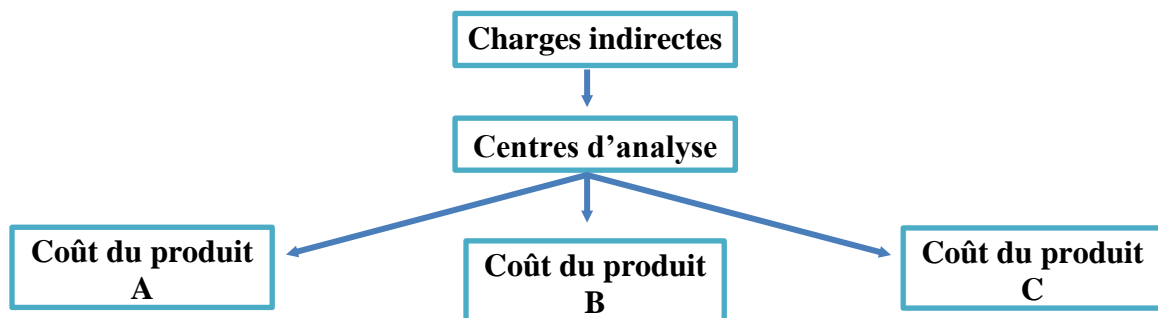 Charges indirectes
Centres d’analyse
Coût du produit
A
Coût du produit
B
Coût du produit
C